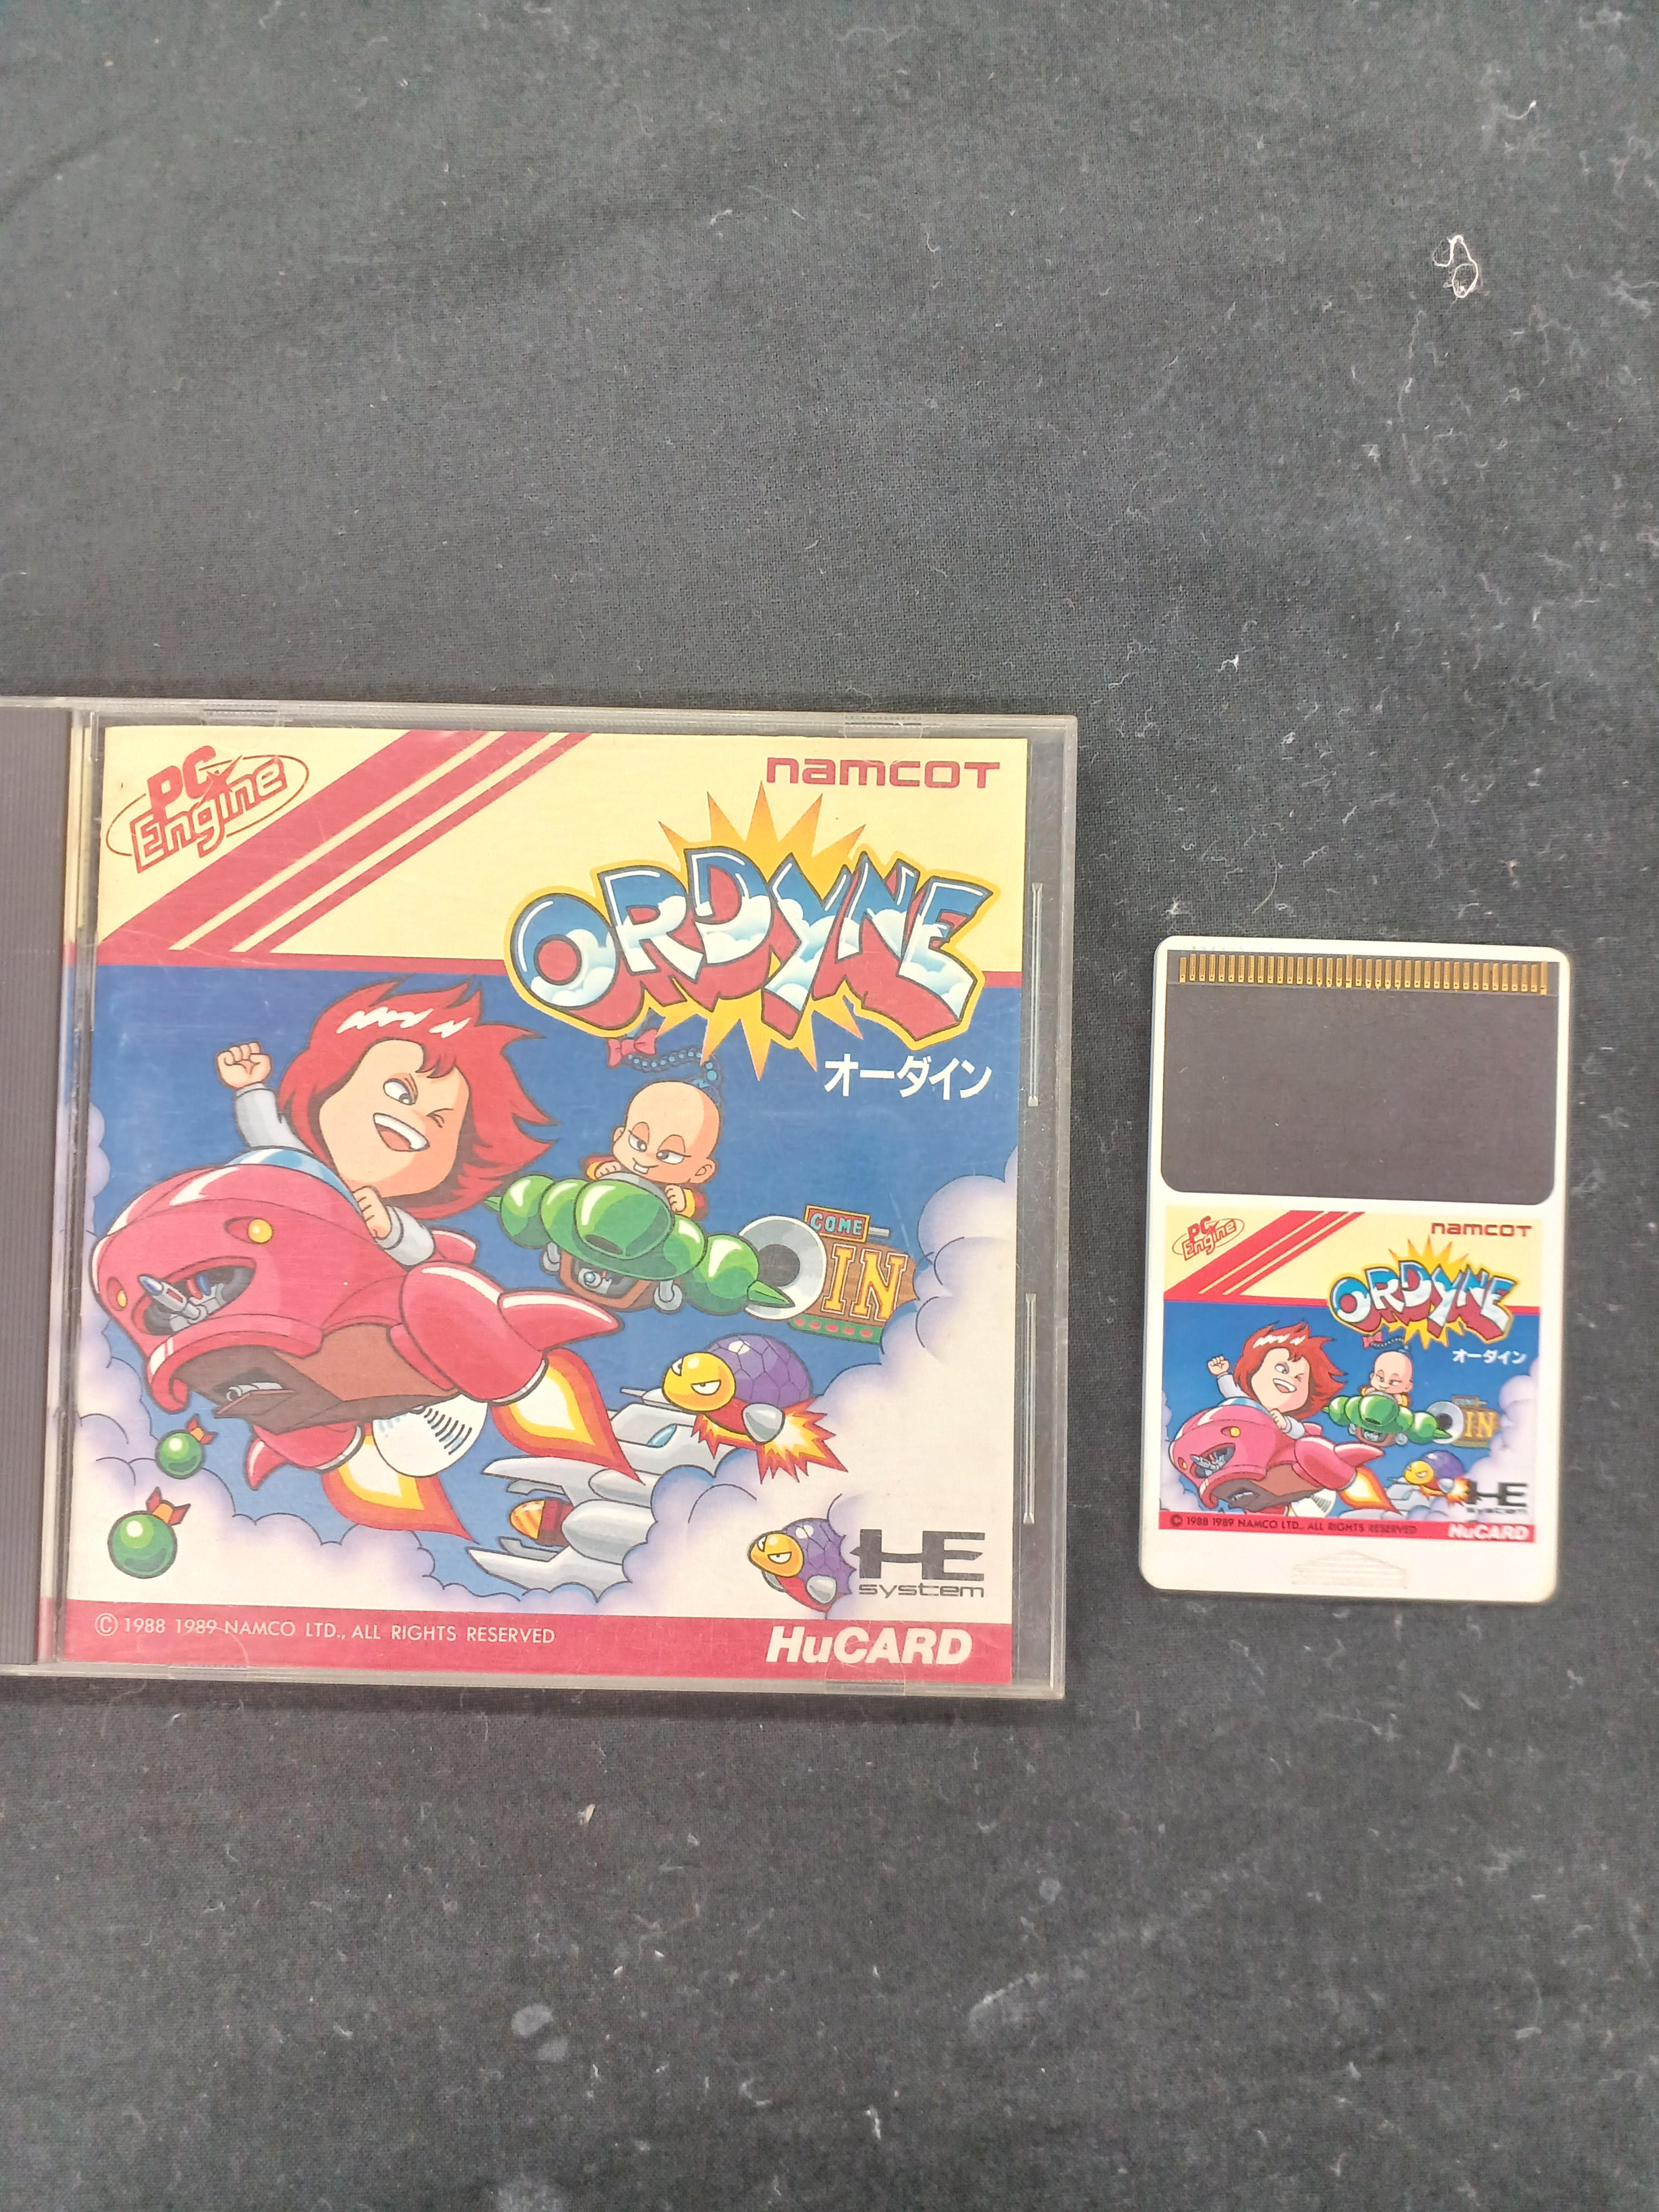 PC Engine
namcot
ORDYNE
オーダイン
COME
IN
HE
system
© 1988 1989 NAMCO LTD., ALL RIGHTS RESERVED
HuCARD
PC Engine
namcot
ORDYNE
オーダイン
COME
IN
HE
system
© 1988 1989 NAMCO LTD., ALL RIGHTS RESERVED
HuCARD